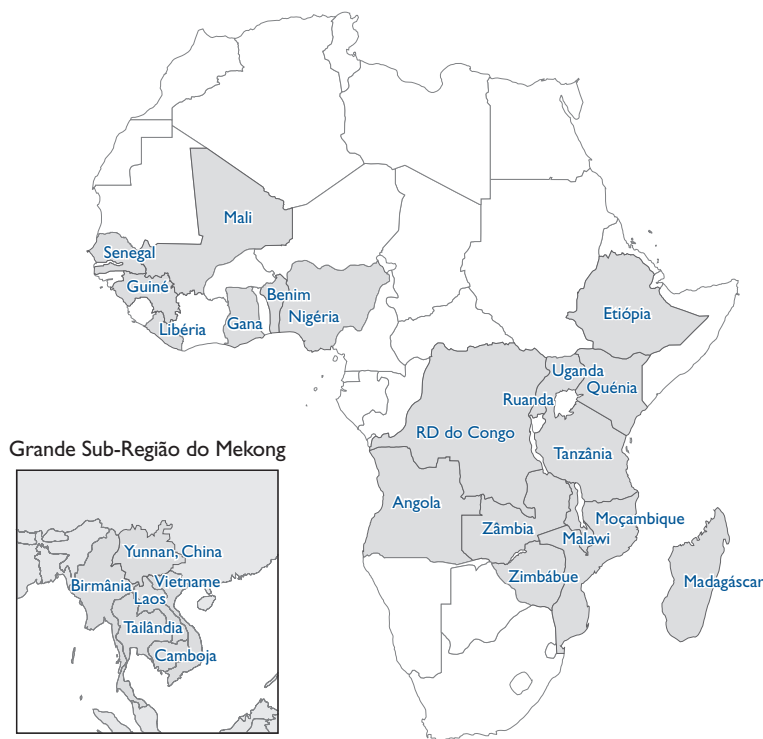 Mali
Senegal
Guiné
Benim
Libéria
Gana
Nigéria
Etiópia
Uganda
Quénia
Ruanda
RD do Congo
Tanzânia
Angola
Moçambique
Zâmbia
Malawi
Zimbábue
Madagáscar
Grande Sub-Região do Mekong
Yunnan, China
Birmânia
Vietname
Laos
Tailândia
Camboja